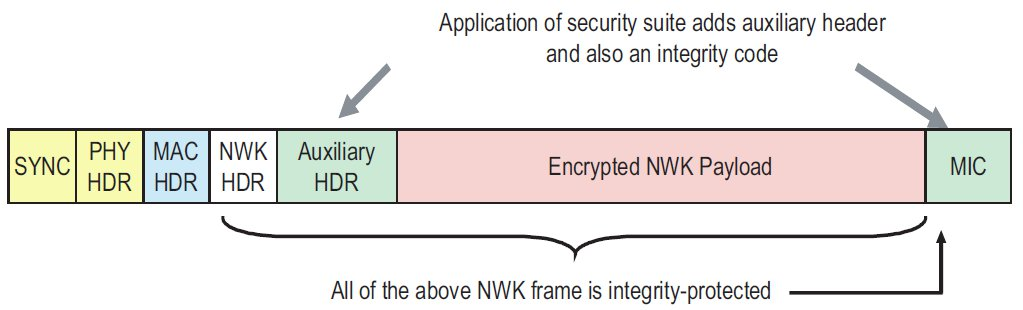 Application of security suite adds auxiliary header
and also an integrity code
SYNC
PHY
HDR
MAC
HDR
NWK
HDR
Auxiliary
HDR
Encrypted NWK Payload
MIC
All of the above NWK frame is integrity-protected